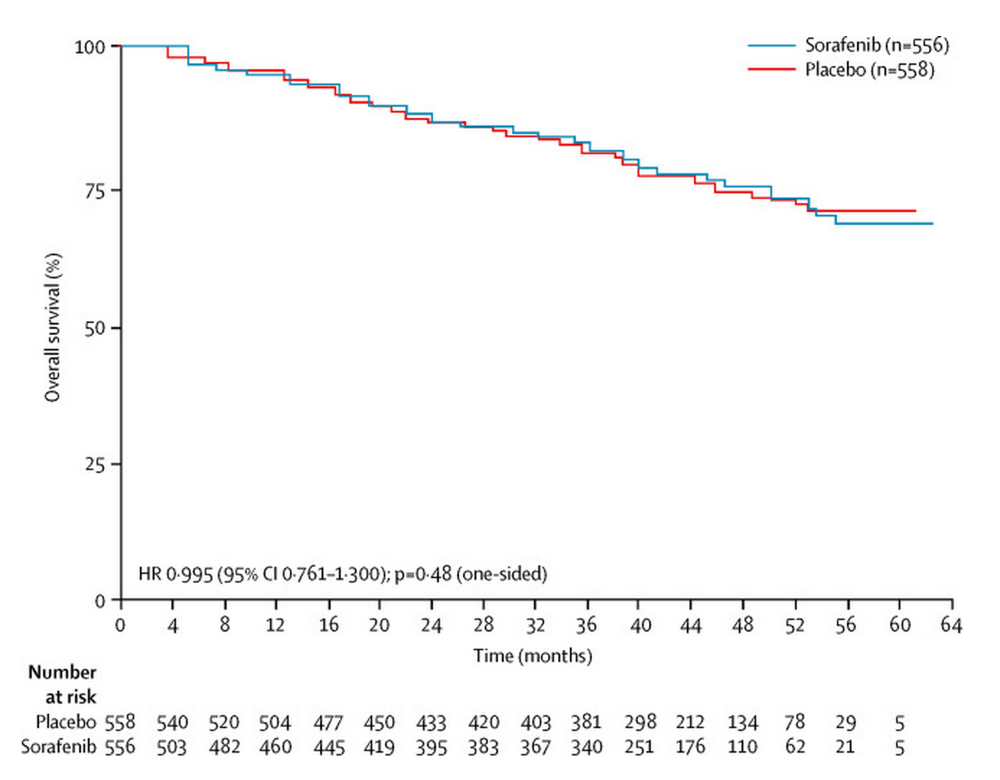 Sorafenib (n=556)
Placebo (n=558)
100
75
50
25
0
Overall survival (%)
HR 0·995 (95% CI 0·761–1·300); p=0·48 (one-sided)
0 4 8 12 16 20 24 28 32 36 40 44 48 52 56 60 64
Time (months)
Number
at risk
Placebo 558 540 520 504 477 450 433 420 403 381 298 212 134 78 29 5
Sorafenib 556 503 482 460 445 419 395 383 367 340 251 176 110 62 21 5